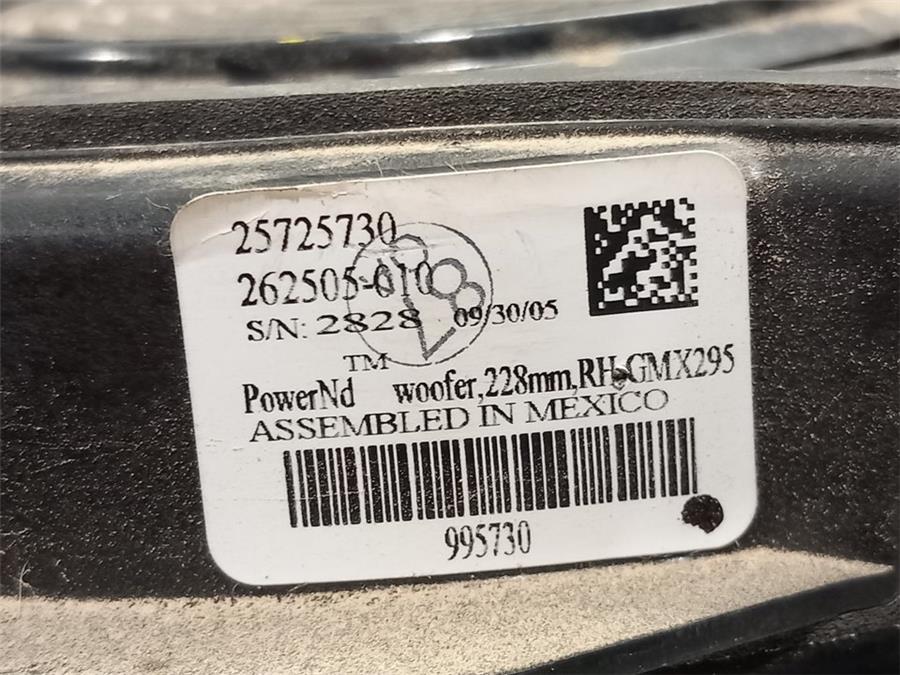 25725730
262505-010
S/N: 2828 09/30/05
TM
PowerNd woofer,228mm,RH,GMX295
ASSEMBLED IN MEXICO
995730